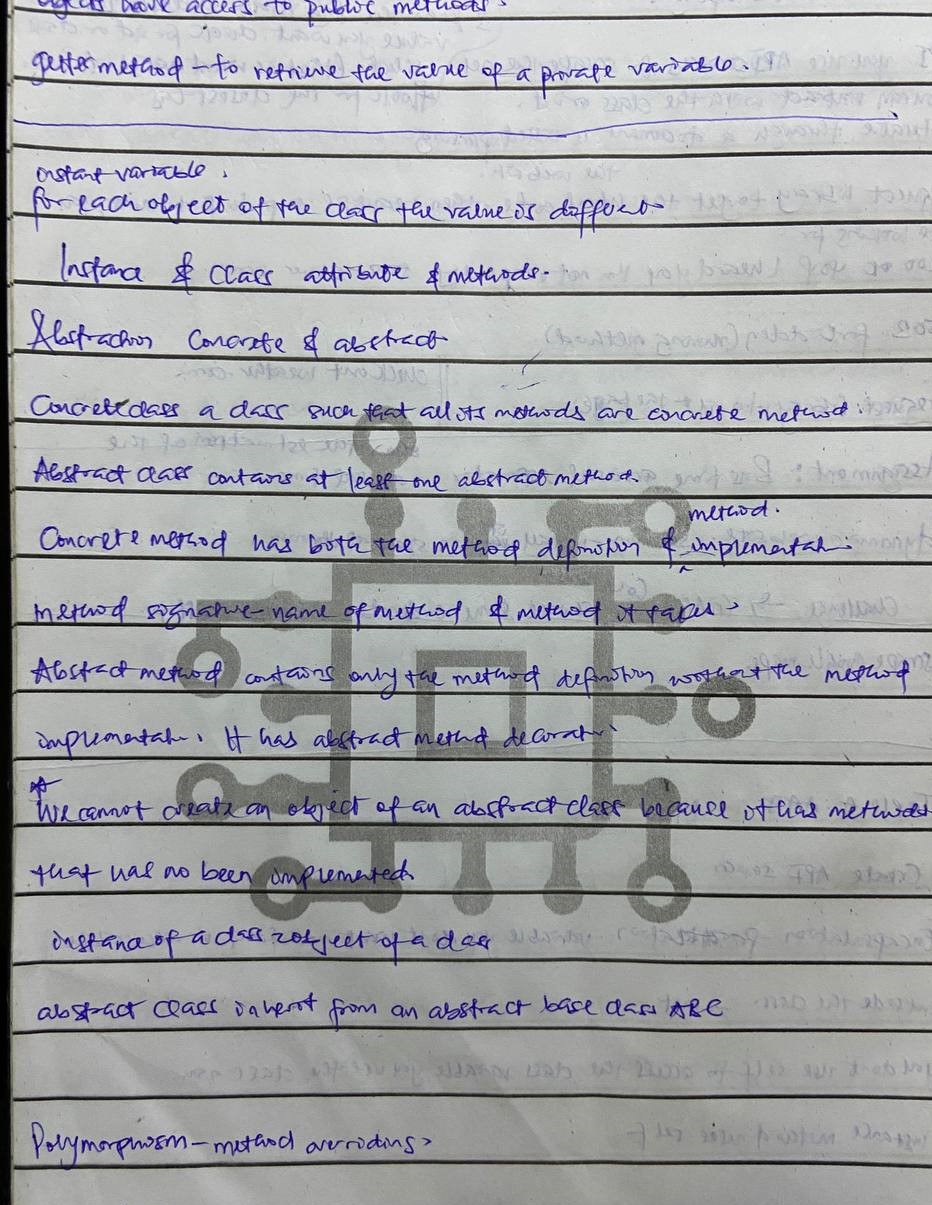 have access to public methods.
getter method - to retrieve the value of a private variable.
instant variable.
for each object of the class the value is different
Instance & Class attribute & methods.
Abstraction Concrete & abstract
Concrete class a class such that all its methods are concrete method.
Abstract class contains at least one abstract method.
method.
Concrete method has both the method definition & implementatn
method signature - name of method & method it takes
Abstract method contains only the method definition without the method
implementatn. It has abstract method decorat
We cannot create an object of an abstract class because it has methods
that has no been implemented
instance of a class object of a class
abstract class inherit from an abstract base class ABC
Polymorphism - method overriding